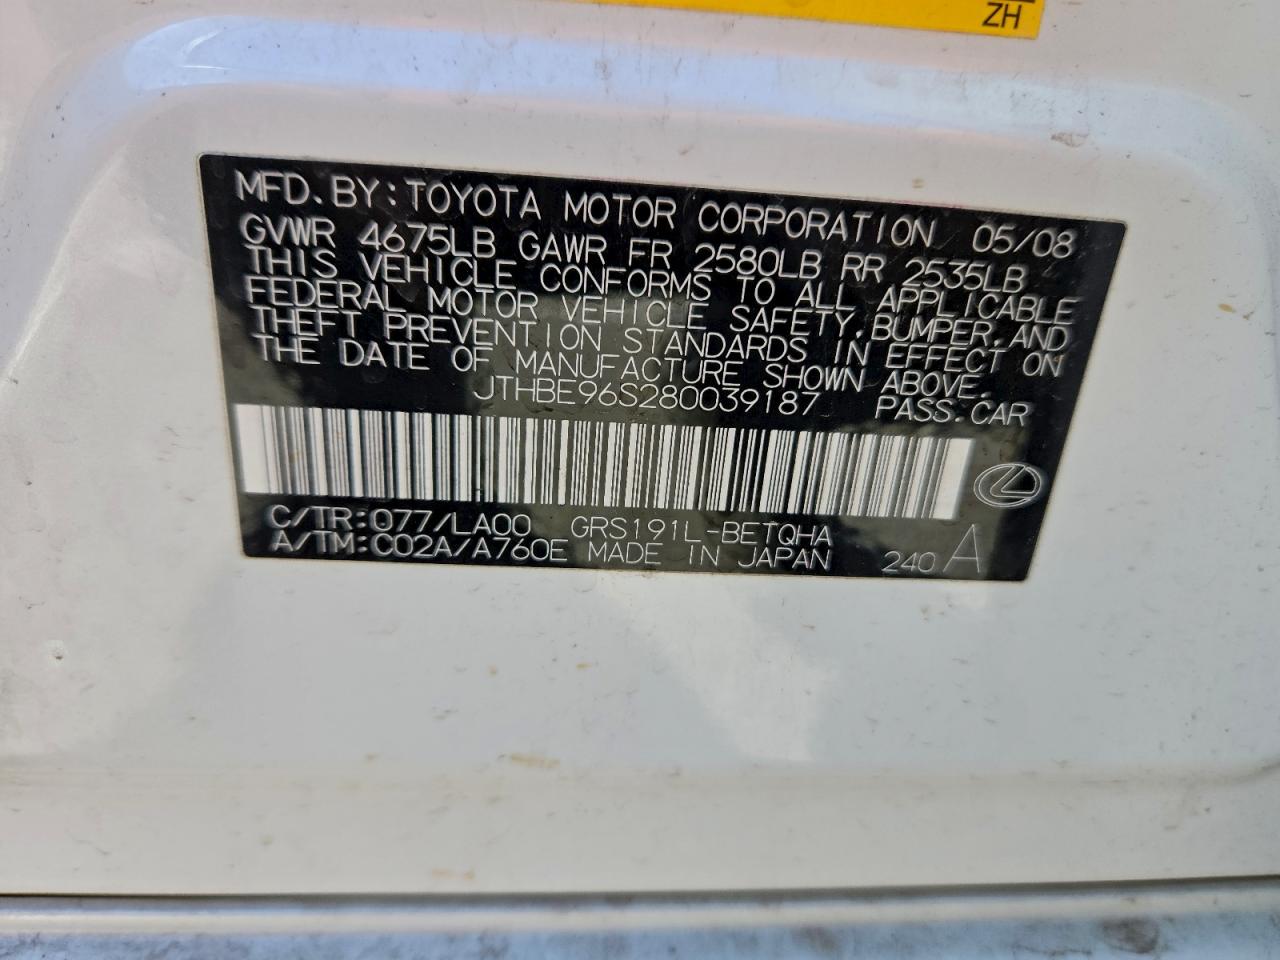 ZH
MFD. BY: TOYOTA MOTOR CORPORATION 05/08
GVWR 4675LB GAWR FR 2580LB RR 2535LB
THIS VEHICLE CONFORMS TO ALL APPLICABLE
FEDERAL MOTOR VEHICLE SAFETY, BUMPER, AND
THEFT PREVENTION STANDARDS IN EFFECT ON
THE DATE OF MANUFACTURE SHOWN ABOVE.
JTHBE96S280039187 PASS. CAR
C/TR: 077/LA00 GRS191L-BETQHA
A/TM: C02A/A760E MADE IN JAPAN 240 A